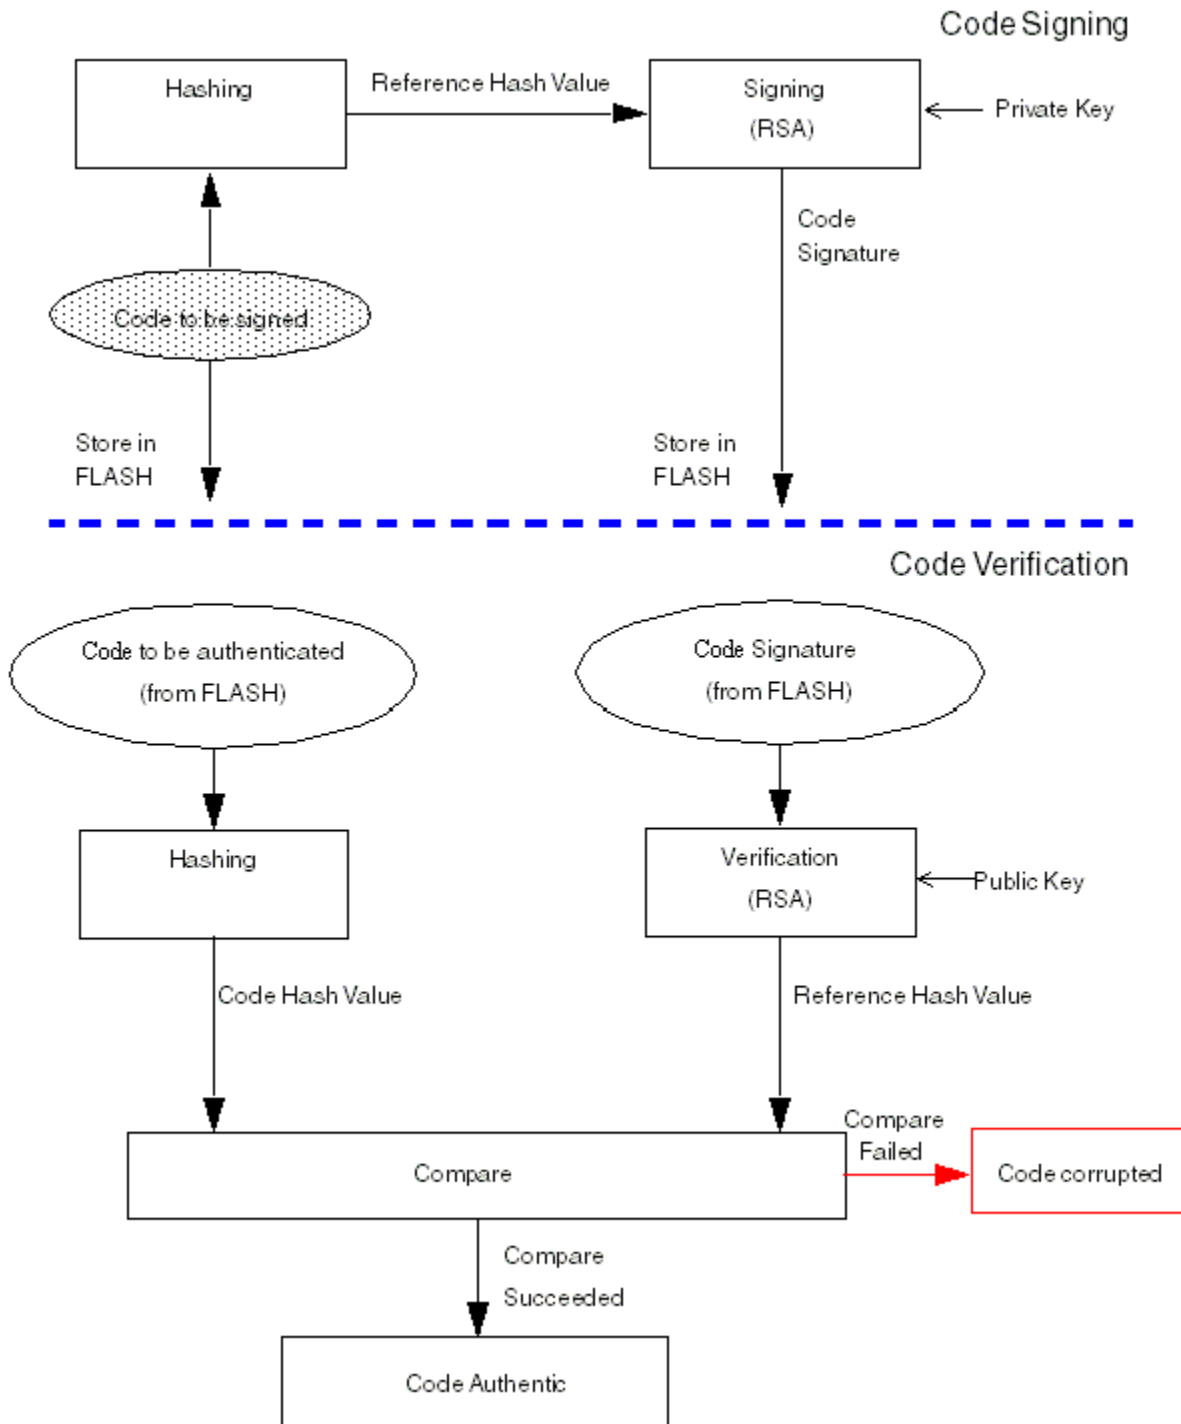 Code Signing
Hashing
Reference Hash Value
Signing
(RSA)
Private Key
Code
Signature
Code to be signed
Store in
FLASH
Store in
FLASH
Code Verification
Code to be authenticated
(from FLASH)
Code Signature
(from FLASH)
Hashing
Verification
(RSA)
Public Key
Code Hash Value
Reference Hash Value
Compare
Failed
Compare
Code corrupted
Compare
Succeeded
Code Authentic